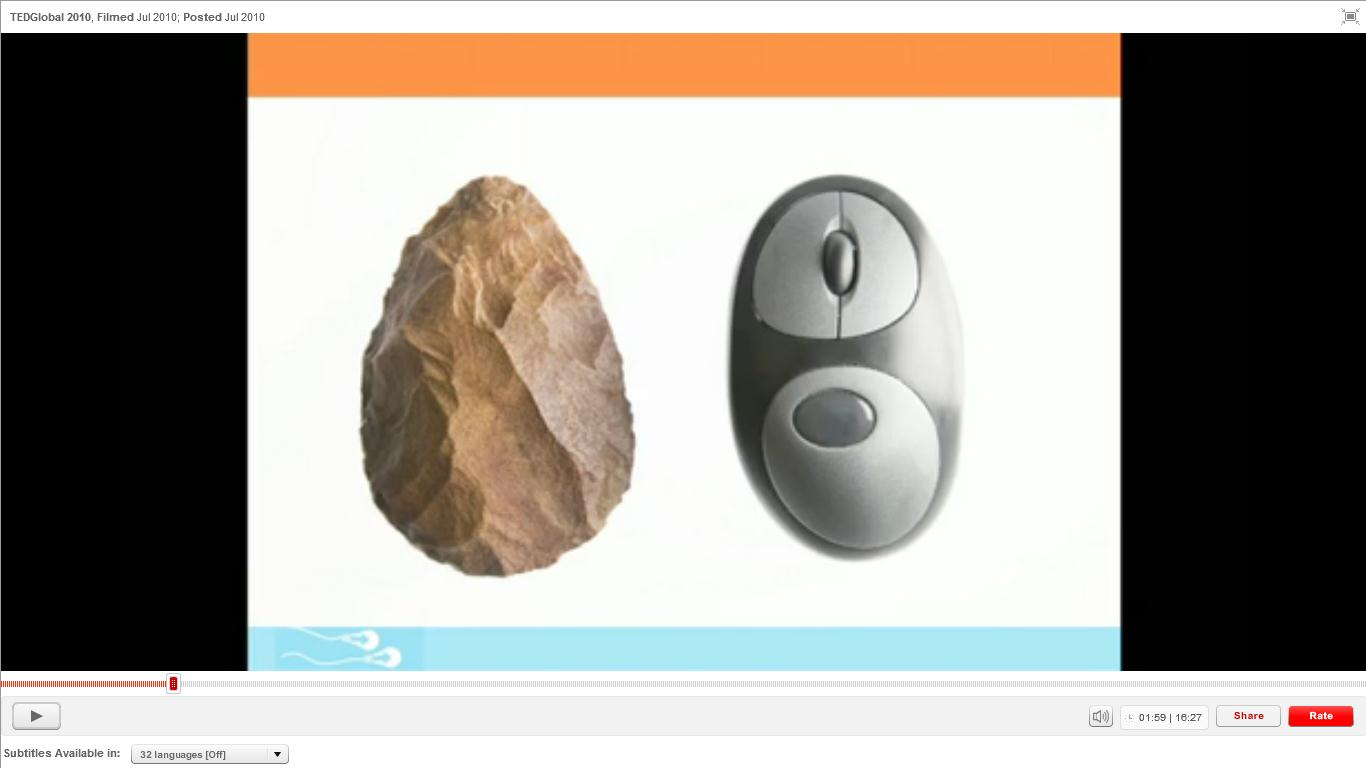 TEDGlobal 2010, Filmed Jul 2010; Posted Jul 2010
01:59 | 16:27
Share
Rate
Subtitles Available in:
32 languages [Off]